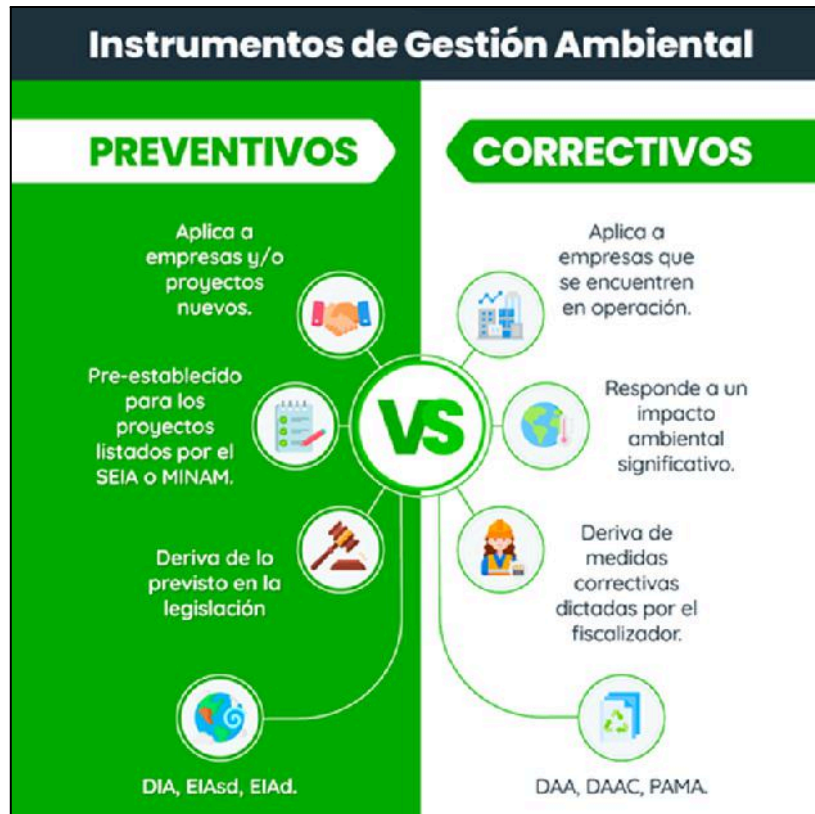 Instrumentos de Gestión Ambiental
PREVENTIVOS
Aplica a
empresas y/o
proyectos
nuevos.
Pre-establecido
para los
proyectos
listados por el
SEIA o MINAM.
Deriva de lo
previsto en la
legislación
DIA, EIAsd, EIAd.
VS
CORRECTIVOS
Aplica a
empresas que
se encuentren
en operación.
Responde a un
impacto
ambiental
significativo.
Deriva de
medidas
correctivas
dictadas por el
fiscalizador.
DAA, DAAC, PAMA.